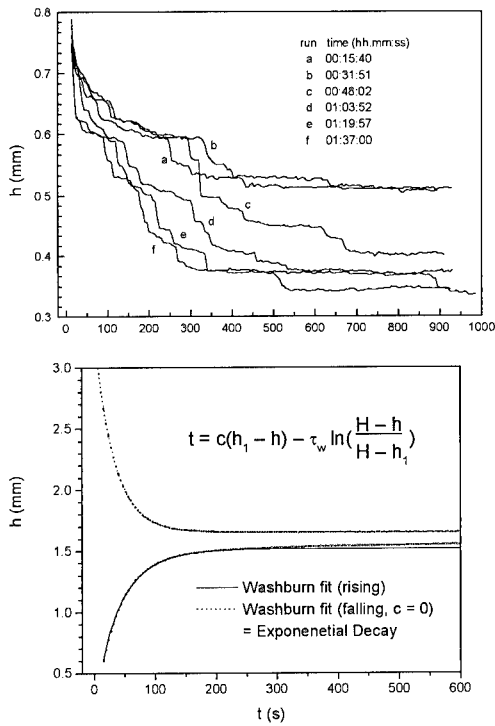 h (mm)
0.8
0.7
0.6
0.5
0.4
0.3
run time (hh.mm:ss)
a 00:15:40
b 00:31:51
c 00:48:02
d 01:03:52
e 01:19:57
f 01:37:00
b
a
c
d
e
f
0 100 200 300 400 500 600 700 800 900 1000
h (mm)
3.0
2.5
2.0
1.5
1.0
0.5
t = c(h₁ – h) – τ_w ln((H – h)/(H – h₁))
Washburn fit (rising)
Washburn fit (falling, c = 0)
= Exponenetial Decay
0 100 200 300 400 500 600
t (s)